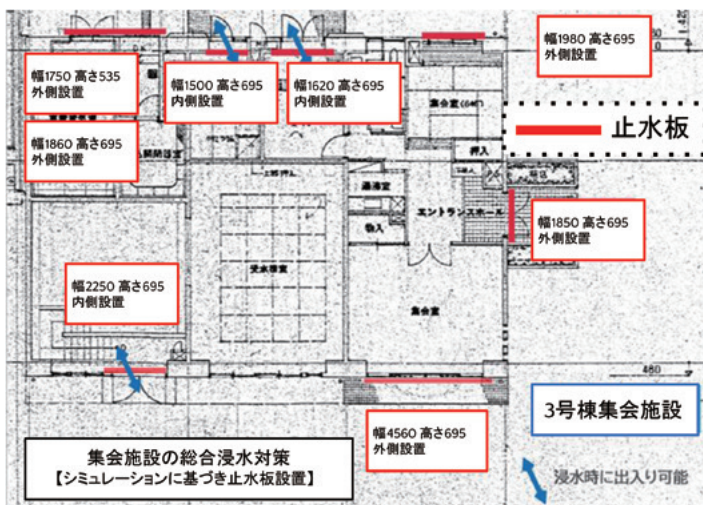 幅1750 高さ535
外側設置
幅1860 高さ695
外側設置
幅1500 高さ695
内側設置
幅1620 高さ695
内側設置
幅1980 高さ695
外側設置
止水板
集会室
押入
湯沸室
物入
エントランスホール
幅1850 高さ695
外側設置
幅2250 高さ695
内側設置
受水槽室
集会室
460
幅4560 高さ695
外側設置
3号棟集会施設
集会施設の総合浸水対策
【シミュレーションに基づき止水板設置】
浸水時に出入り可能